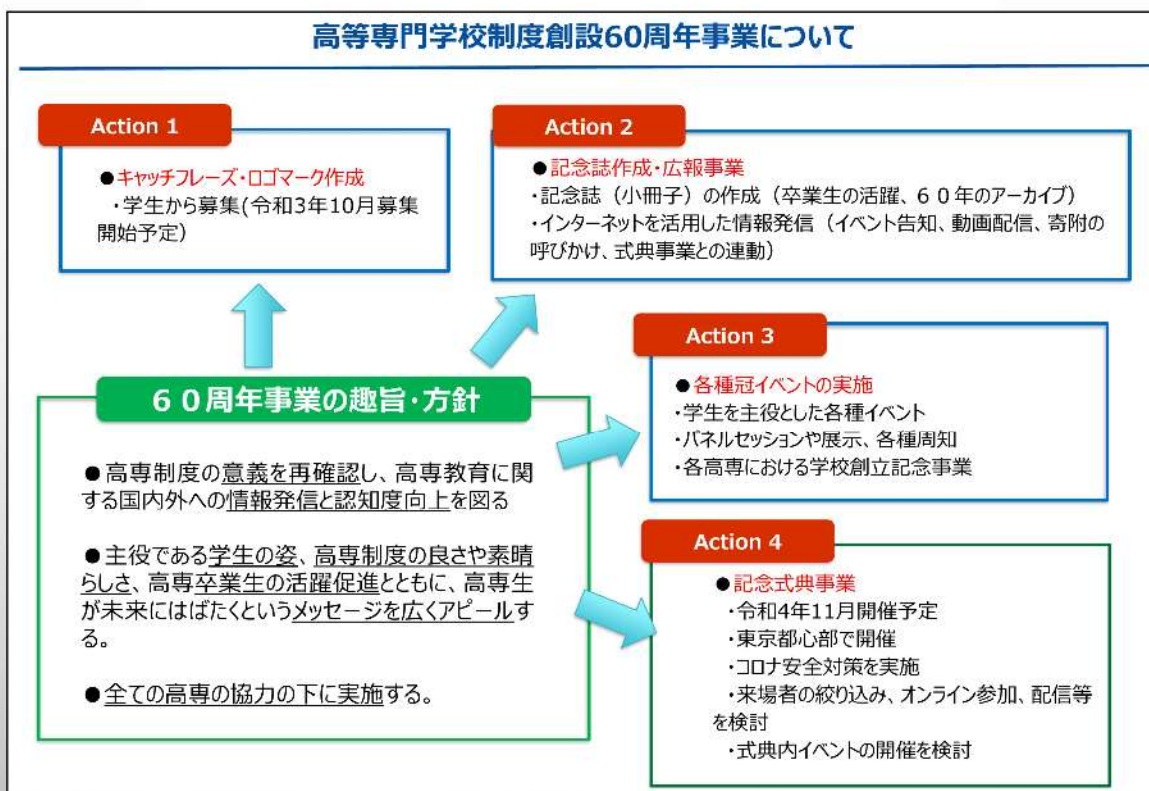 高等専門学校制度創設60周年事業について
Action 1
●キャッチフレーズ・ロゴマーク作成
・学生から募集(令和3年10月募集
開始予定)
Action 2
●記念誌作成・広報事業
・記念誌（小冊子）の作成（卒業生の活躍、６０年のアーカイブ）
・インターネットを活用した情報発信（イベント告知、動画配信、寄附の
呼びかけ、式典事業との連動）
Action 3
●各種冠イベントの実施
・学生を主役とした各種イベント
・パネルセッションや展示、各種周知
・各高専における学校創立記念事業
６０周年事業の趣旨・方針
●高専制度の意義を再確認し、高専教育に関
する国内外への情報発信と認知度向上を図る
●主役である学生の姿、高専制度の良さや素晴
らしさ、高専卒業生の活躍促進とともに、高専生
が未来にはばたくというメッセージを広くアピールす
る。
●全ての高専の協力の下に実施する。
Action 4
●記念式典事業
・令和4年11月開催予定
・東京都心部で開催
・コロナ安全対策を実施
・来場者の絞り込み、オンライン参加、配信等
を検討
・式典内イベントの開催を検討